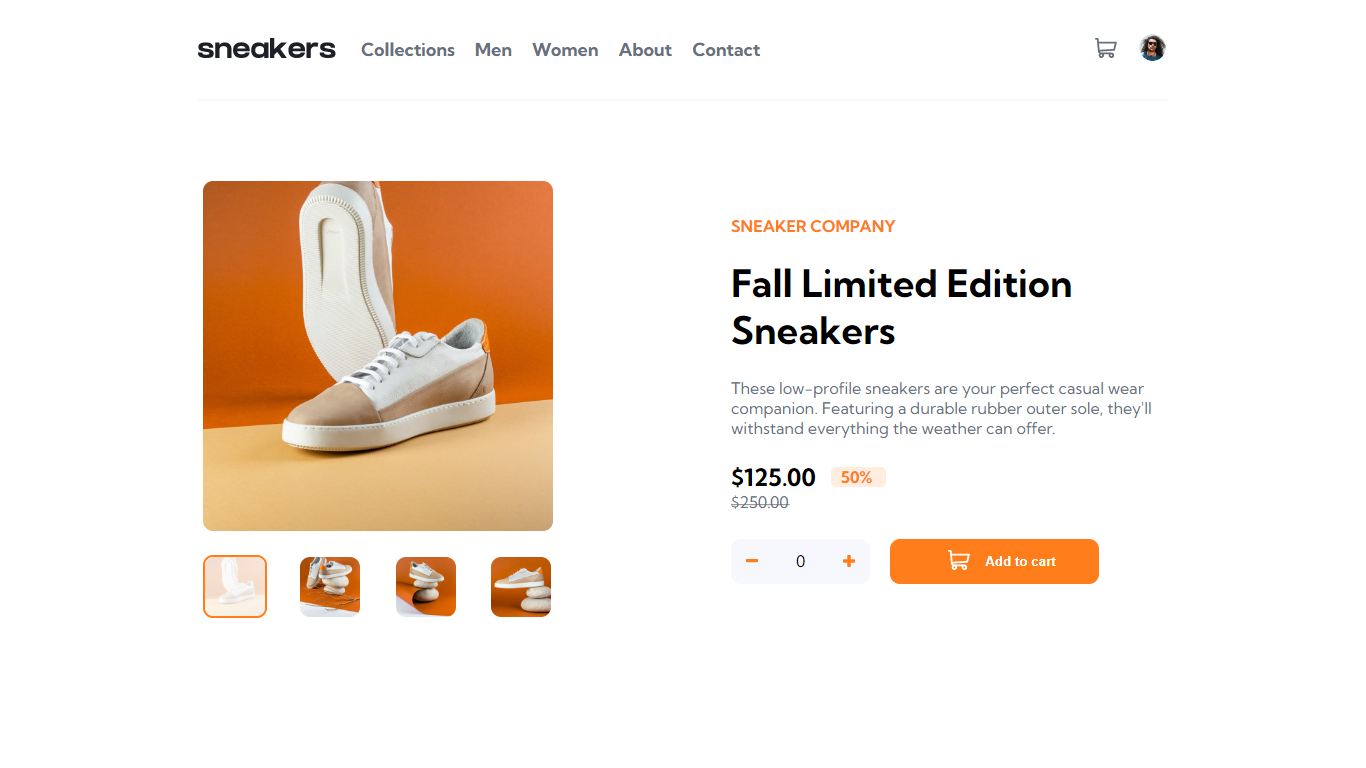 sneakers Collections Men Women About Contact
SNEAKER COMPANY
Fall Limited Edition
Sneakers
These low-profile sneakers are your perfect casual wear
companion. Featuring a durable rubber outer sole, they'll
withstand everything the weather can offer.
$125.00 50%
$250.00
0 Add to cart